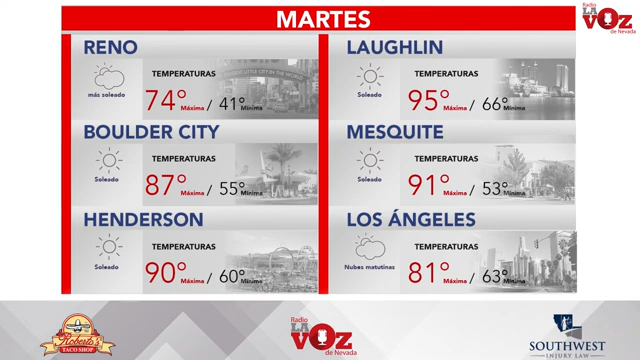 MARTES
Radio
LA VOZ
de Nevada
RENO
TEMPERATURAS
más soleado
74° Máxima / 41° Mínima
LAUGHLIN
TEMPERATURAS
Soleado
95° Máxima / 66° Mínima
BOULDER CITY
TEMPERATURAS
Soleado
87° Máxima / 55° Mínima
MESQUITE
TEMPERATURAS
Soleado
91° Máxima / 53° Mínima
HENDERSON
TEMPERATURAS
Soleado
90° Máxima / 60° Mínima
LOS ÁNGELES
TEMPERATURAS
Nubes matutinas
81° Máxima / 63° Mínima
Roberto's
TACO SHOP
Radio
LA VOZ
de Nevada
SOUTHWEST
INJURY LAW